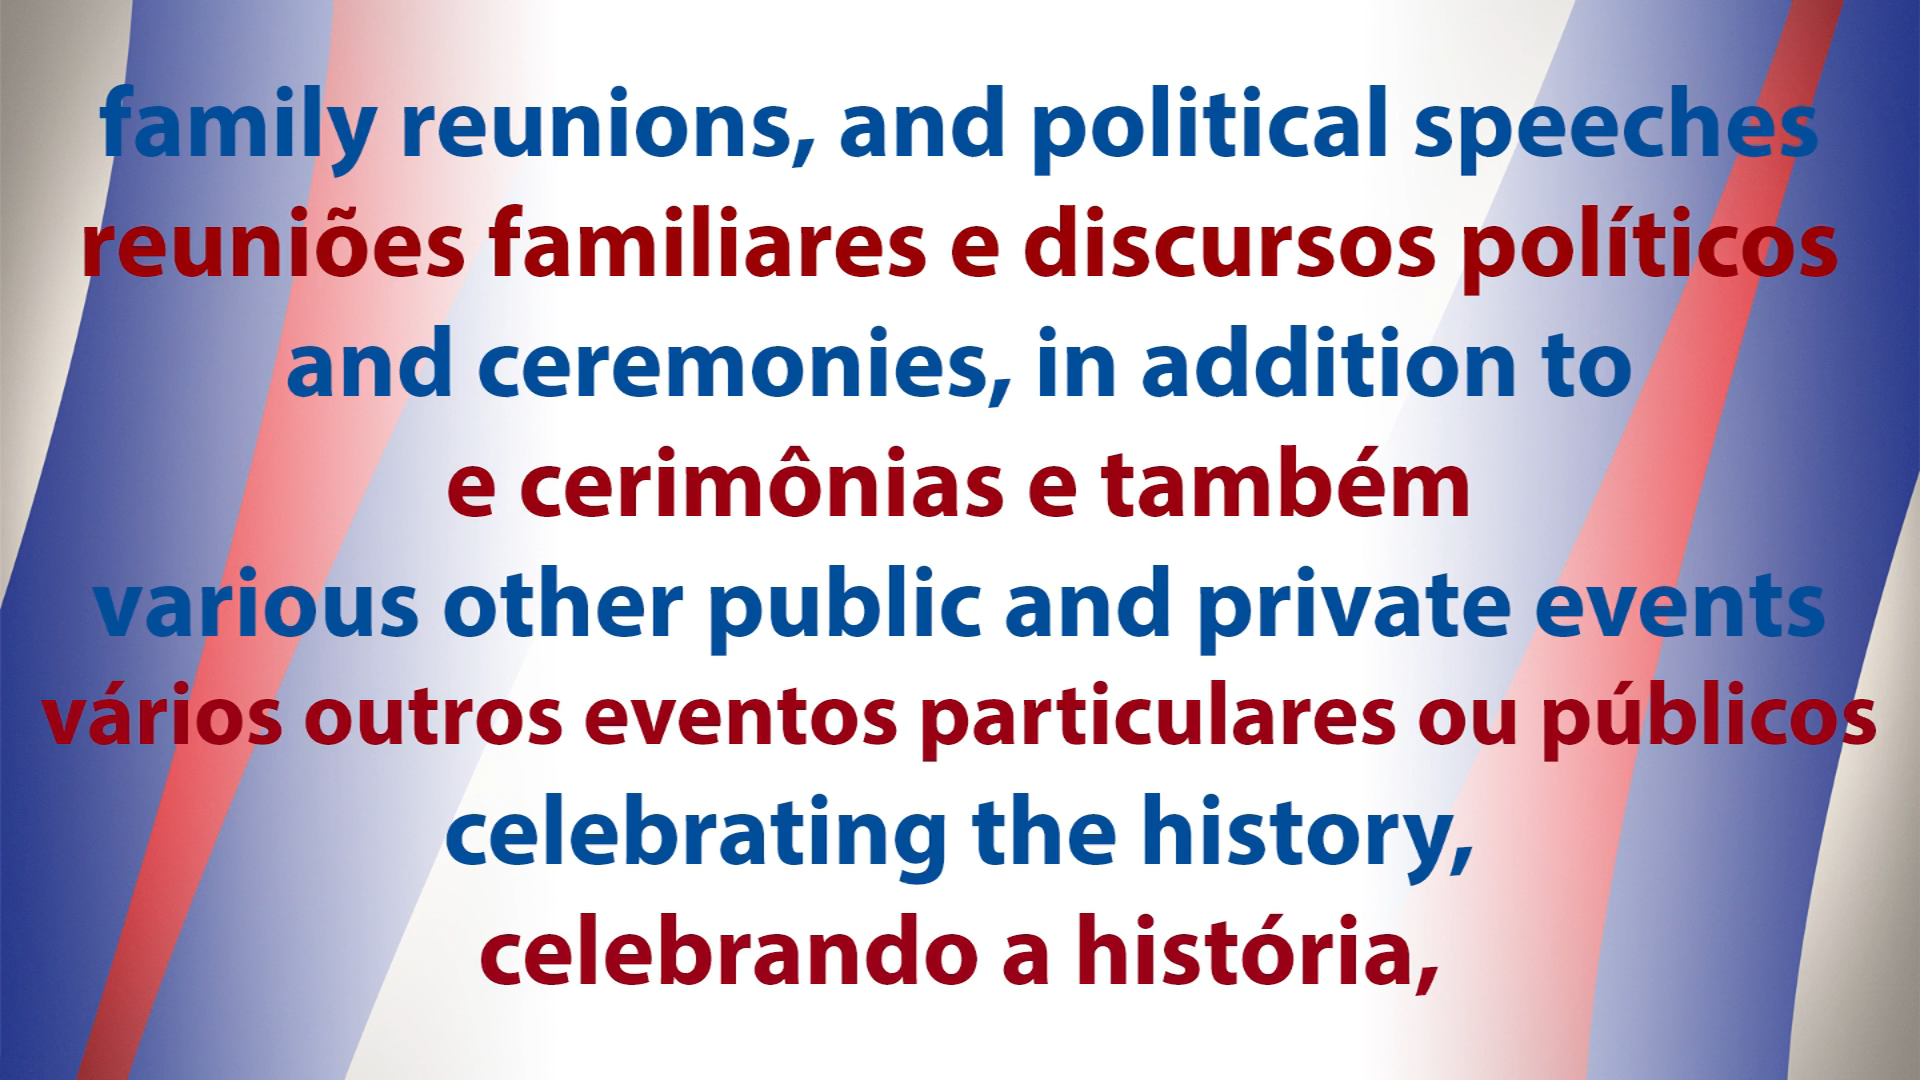 family reunions, and political speeches
reuniões familiares e discursos políticos
and ceremonies, in addition to
e cerimônias e também
various other public and private events
vários outros eventos particulares ou públicos
celebrating the history,
celebrando a história,